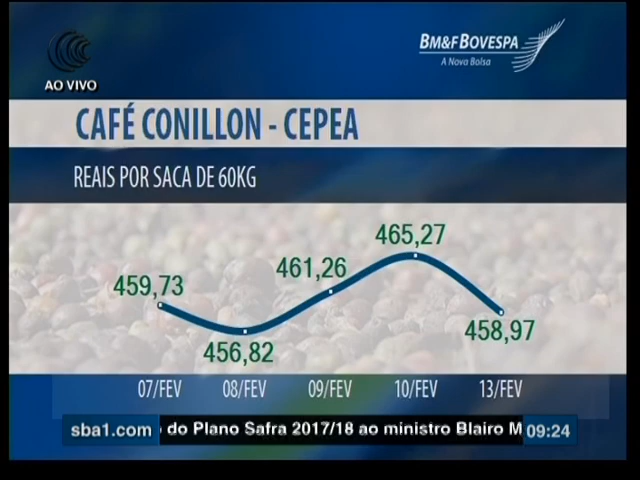 AO VIVO
BM&FBOVESPA
A Nova Bolsa
CAFÉ CONILLON - CEPEA
REAIS POR SACA DE 60KG
459,73
456,82
461,26
465,27
458,97
07/FEV
08/FEV
09/FEV
10/FEV
13/FEV
sba1.com
do Plano Safra 2017/18 ao ministro Blairo M
09:24